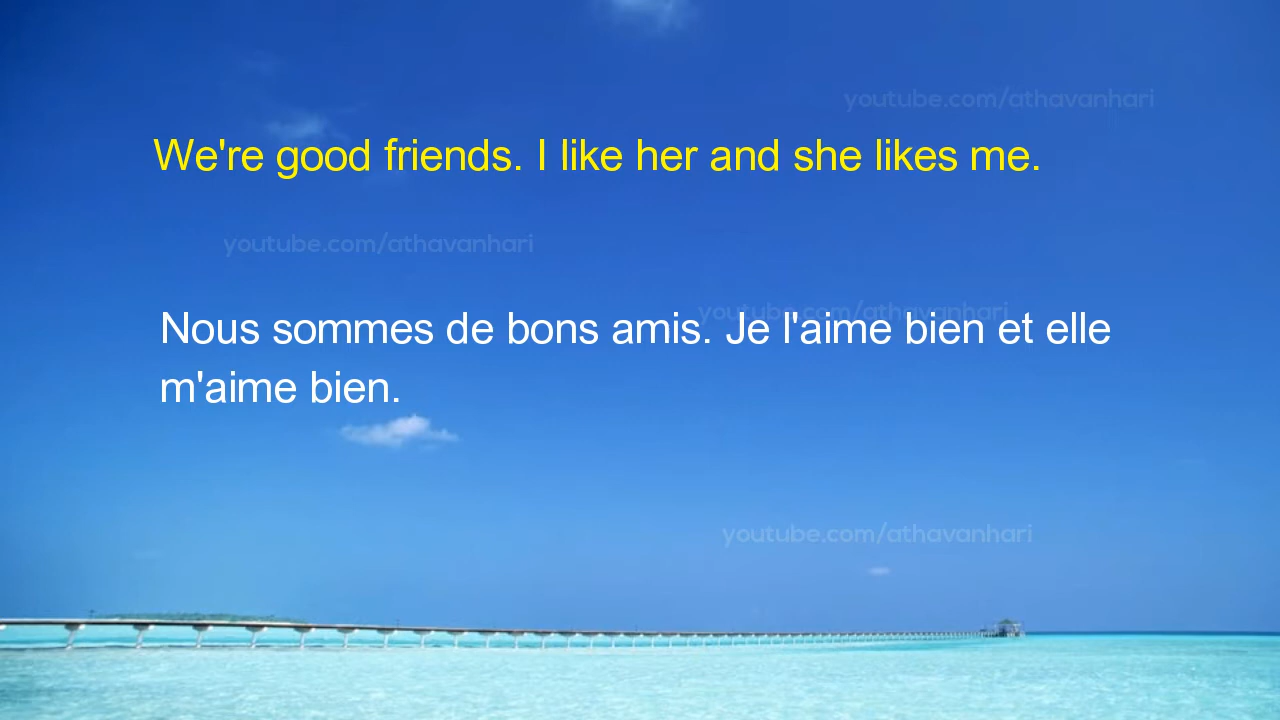 youtube.com/athavanhari
We're good friends. I like her and she likes me.
youtube.com/athavanhari
youtube.com/athavanhari
Nous sommes de bons amis. Je l'aime bien et elle
m'aime bien.
youtube.com/athavanhari